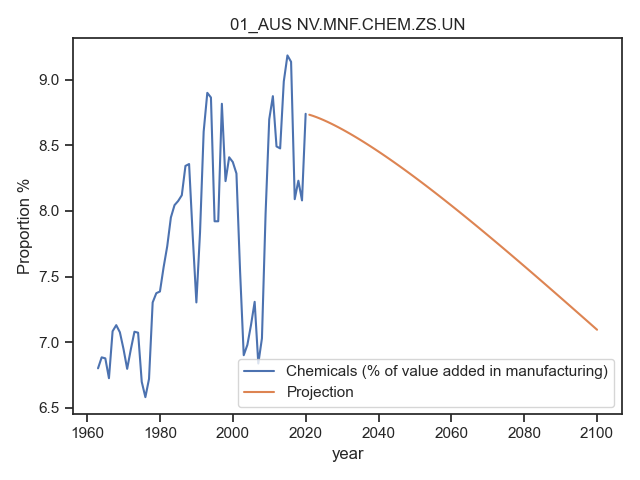 01_AUS NV.MNF.CHEM.ZS.UN
Proportion %
9.0
8.5
8.0
7.5
7.0
6.5
Chemicals (% of value added in manufacturing)
Projection
1960 1980 2000 2020 2040 2060 2080 2100
year